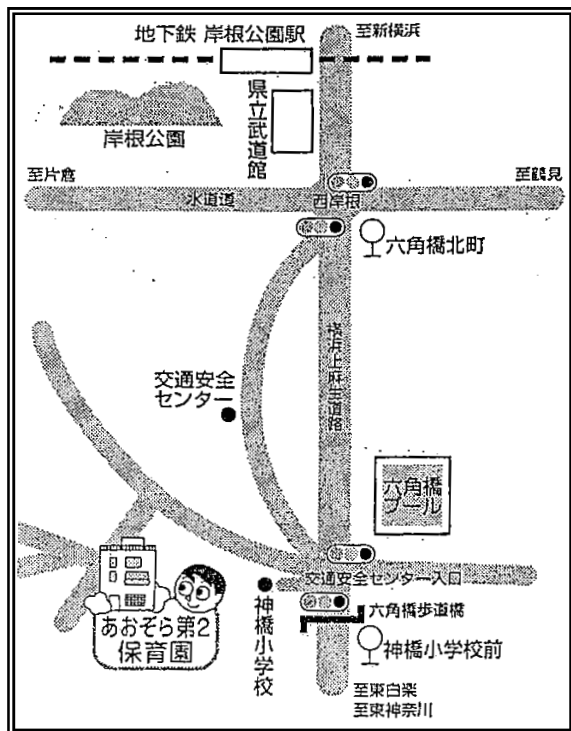 地下鉄 岸根公園駅
至新横浜
県立武道館
岸根公園
至片倉
至鶴見
水道道
西岸根
六角橋北町
横浜上麻生道路
交通安全
センター
六角橋
プール
交通安全センター入口
六角橋歩道橋
神橋小学校
神橋小学校前
あおぞら第2
保育園
至東白楽
至東神奈川